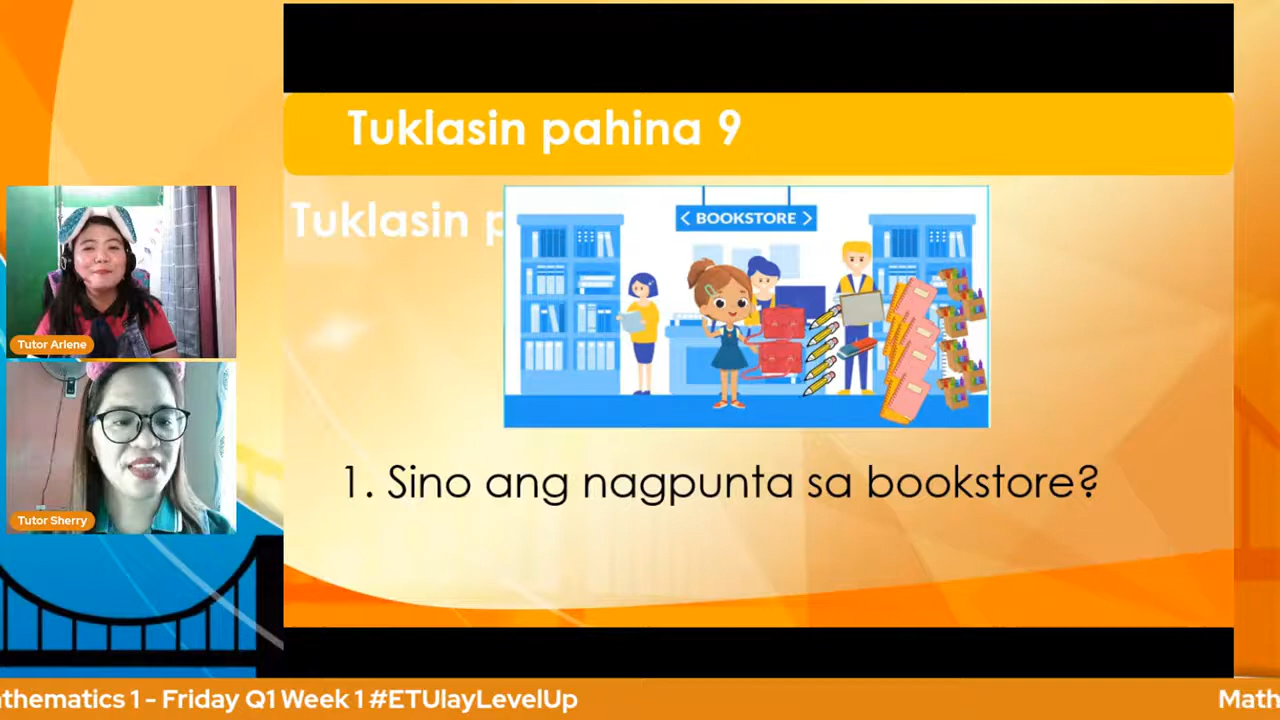 Tuklasin pahina 9
Tuklasin p
< BOOKSTORE >
1. Sino ang nagpunta sa bookstore?
Tutor Arlene
Tutor Sherry
thematics 1 - Friday Q1 Week 1 #ETUlayLevelUp
Math